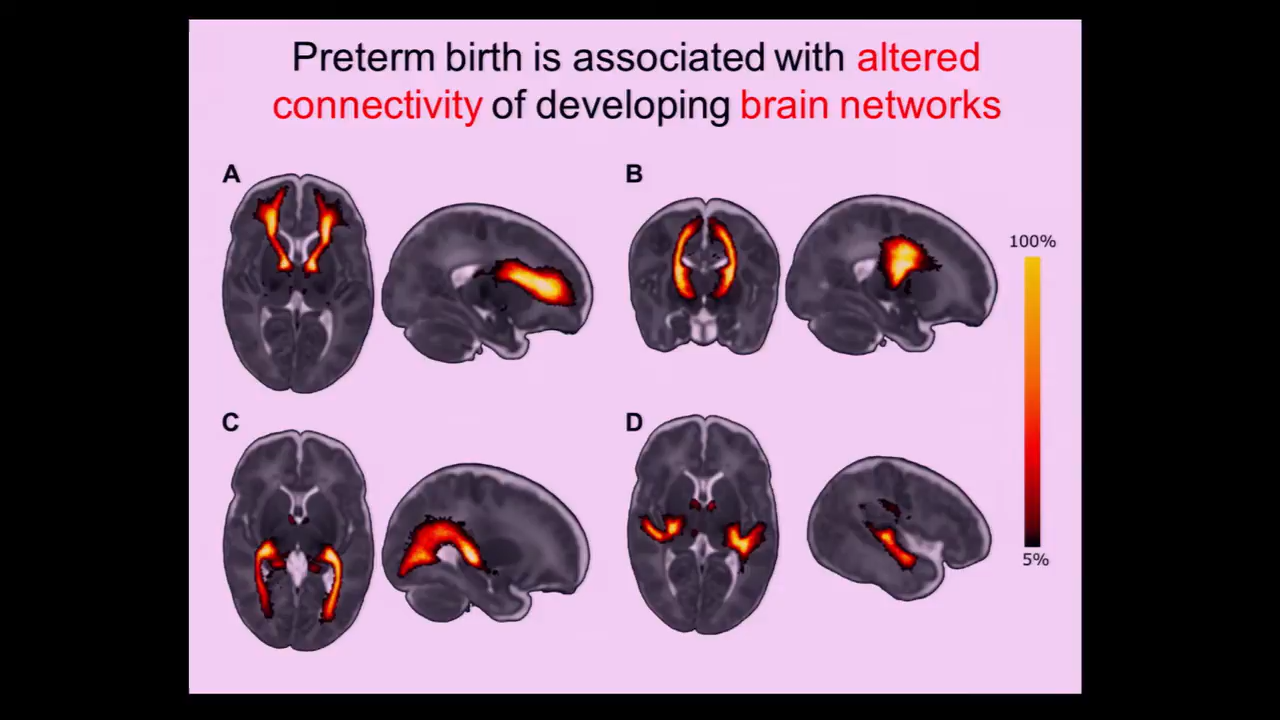 Preterm birth is associated with altered
connectivity of developing brain networks
A
B
100%
C
D
5%